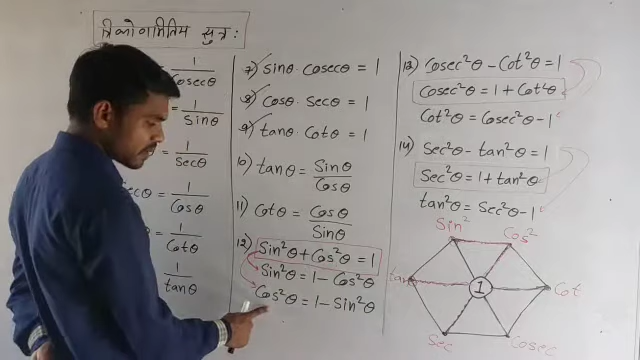 त्रिकोणमितिय सुत्र:
1/Cosecθ
= 1/Sinθ
= 1/Secθ
Secθ = 1/Cosθ
= 1/Cotθ
1/tanθ
7) Sinθ · Cosecθ = 1
8) Cosθ · Secθ = 1
9) tanθ · Cotθ = 1
10) tanθ = Sinθ/Cosθ
11) Cotθ = Cosθ/Sinθ
12) Sin²θ + Cos²θ = 1
Sin²θ = 1 - Cos²θ
Cos²θ = 1 - Sin²θ
13) Cosec²θ - Cot²θ = 1
Cosec²θ = 1 + Cot²θ
Cot²θ = Cosec²θ - 1
14) Sec²θ - tan²θ = 1
Sec²θ = 1 + tan²θ
tan²θ = Sec²θ - 1
Sin² Cos²
tan 1 Cot
Sec Cosec